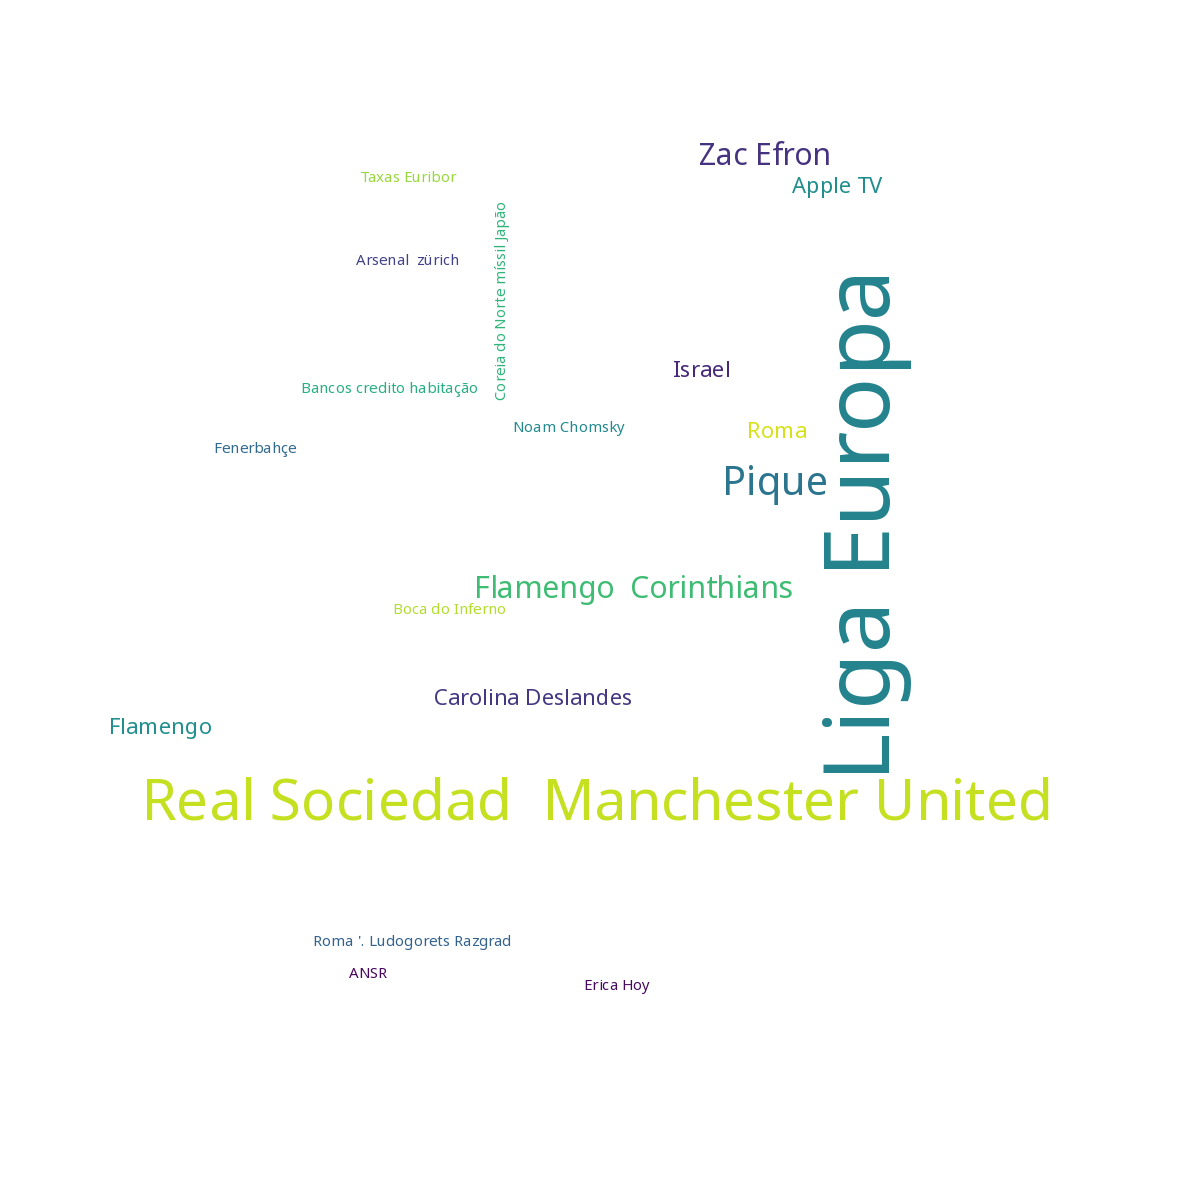 Zac Efron
Taxas Euribor
Apple TV
Coreia do Norte míssil Japão
Arsenal  zürich
Liga Europa
Israel
Bancos credito habitação
Noam Chomsky
Roma
Fenerbahçe
Pique
Flamengo  Corinthians
Boca do Inferno
Carolina Deslandes
Flamengo
Real Sociedad  Manchester United
Roma '. Ludogorets Razgrad
ANSR
Erica Hoy